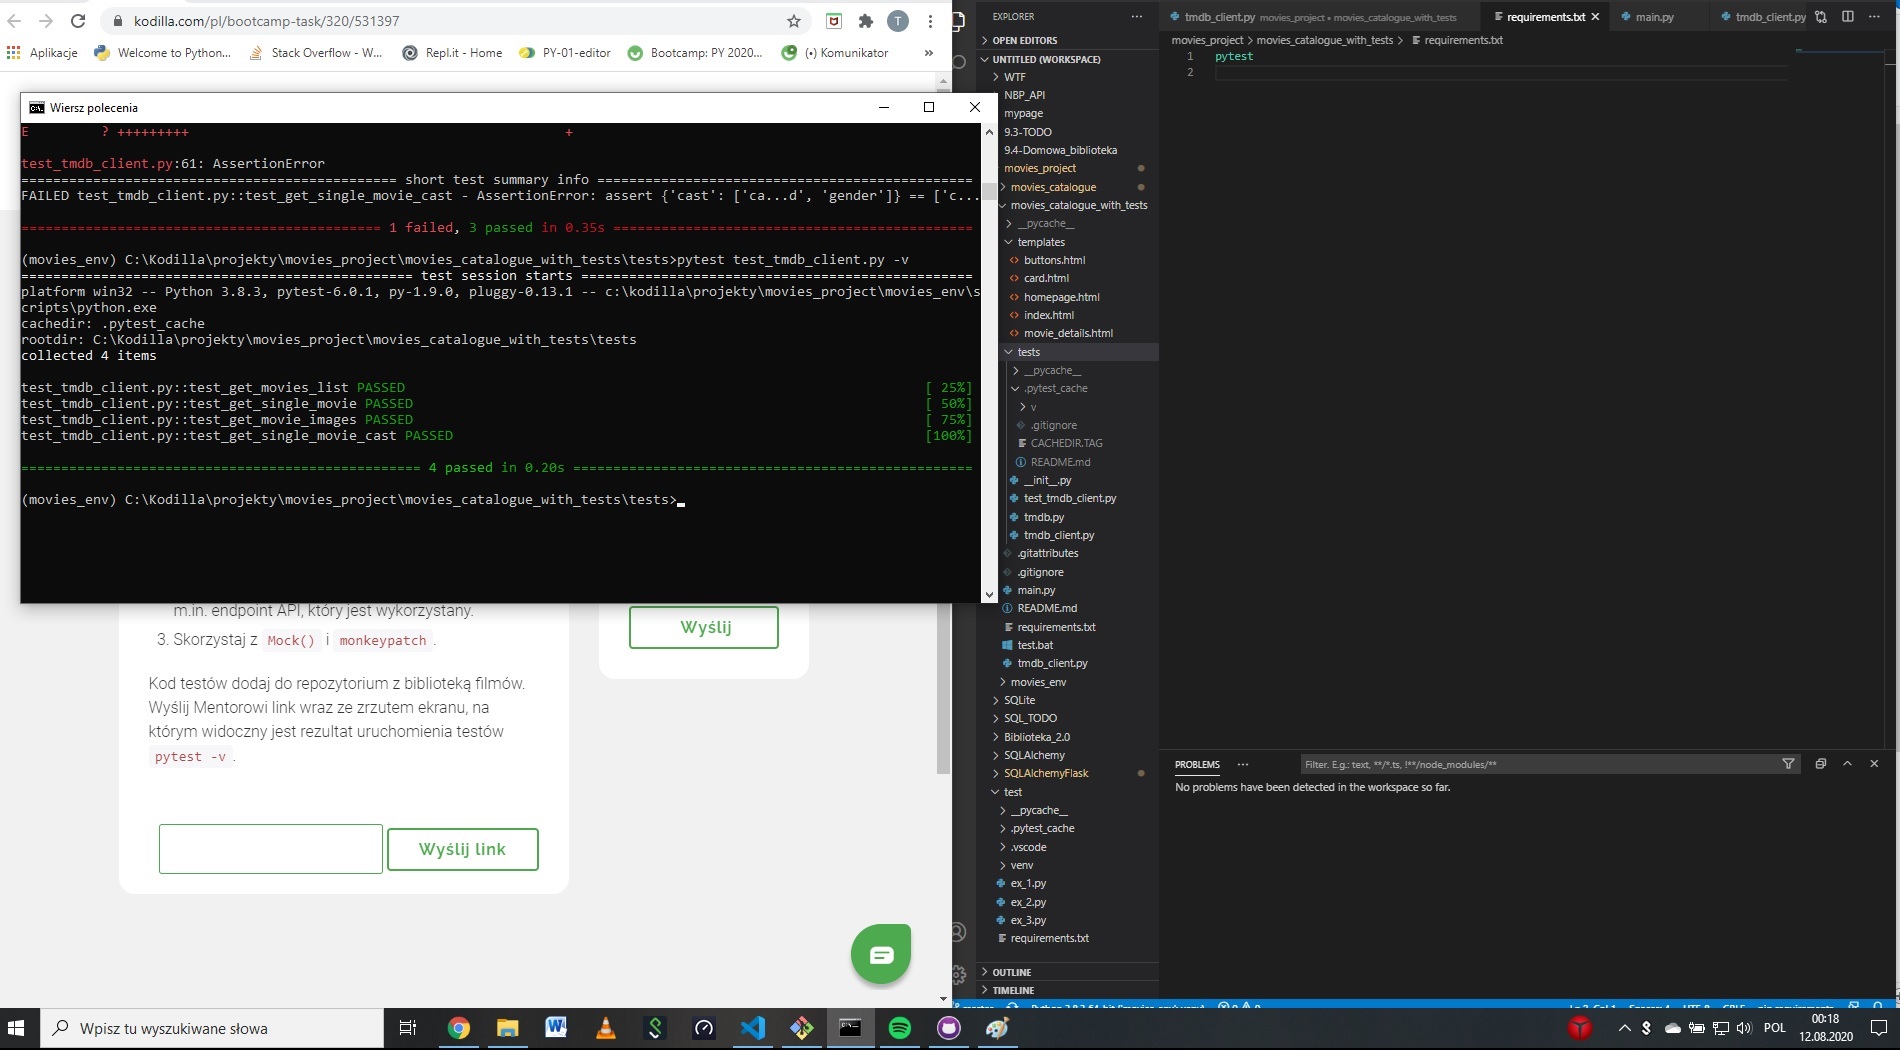 kodilla.com/pl/bootcamp-task/320/531397
T
Aplikacje
Welcome to Python...
Stack Overflow - W...
Repl.it - Home
PY-01-editor
Bootcamp: PY 2020...
(•) Komunikator
»
Wiersz polecenia
E         ? +++++++++                                               +
test_tmdb_client.py:61: AssertionError
=============================================== short test summary info ===============================================
FAILED test_tmdb_client.py::test_get_single_movie_cast - AssertionError: assert {'cast': ['ca...d', 'gender']} == ['c...
============================================= 1 failed, 3 passed in 0.35s =============================================
(movies_env) C:\Kodilla\projekty\movies_project\movies_catalogue_with_tests\tests>pytest test_tmdb_client.py -v
================================================= test session starts =================================================
platform win32 -- Python 3.8.3, pytest-6.0.1, py-1.9.0, pluggy-0.13.1 -- c:\kodilla\projekty\movies_project\movies_env\s
cripts\python.exe
cachedir: .pytest_cache
rootdir: C:\Kodilla\projekty\movies_project\movies_catalogue_with_tests\tests
collected 4 items
test_tmdb_client.py::test_get_movies_list PASSED [ 25%]
test_tmdb_client.py::test_get_single_movie PASSED [ 50%]
test_tmdb_client.py::test_get_movie_images PASSED [ 75%]
test_tmdb_client.py::test_get_single_movie_cast PASSED [100%]
================================================== 4 passed in 0.20s ==================================================
(movies_env) C:\Kodilla\projekty\movies_project\movies_catalogue_with_tests\tests>
m.in. endpoint API, który jest wykorzystany.
3. Skorzystaj z Mock() i monkeypatch .
Kod testów dodaj do repozytorium z biblioteką filmów.
Wyślij Mentorowi link wraz ze zrzutem ekranu, na
którym widoczny jest rezultat uruchomienia testów
pytest -v .
Wyślij link
Wyślij
EXPLORER
OPEN EDITORS
UNTITLED (WORKSPACE)
WTF
NBP_API
mypage
9.3-TODO
9.4-Domowa_biblioteka
movies_project
movies_catalogue
movies_catalogue_with_tests
__pycache__
templates
buttons.html
card.html
homepage.html
index.html
movie_details.html
tests
__pycache__
.pytest_cache
v
.gitignore
CACHEDIR.TAG
README.md
__init__.py
test_tmdb_client.py
tmdb.py
tmdb_client.py
.gitattributes
.gitignore
main.py
README.md
requirements.txt
test.bat
tmdb_client.py
movies_env
SQLite
SQL_TODO
Biblioteka_2.0
SQLAlchemy
SQLAlchemyFlask
test
__pycache__
.pytest_cache
.vscode
venv
ex_1.py
ex_2.py
ex_3.py
requirements.txt
OUTLINE
TIMELINE
tmdb_client.py movies_project • movies_catalogue_with_tests
requirements.txt
main.py
tmdb_client.py
movies_project > movies_catalogue_with_tests > requirements.txt
1 pytest
2
PROBLEMS
Filter. E.g.: text, **/*.ts, !**/node_modules/**
No problems have been detected in the workspace so far.
Wpisz tu wyszukiwane słowa
POL
00:18
12.08.2020